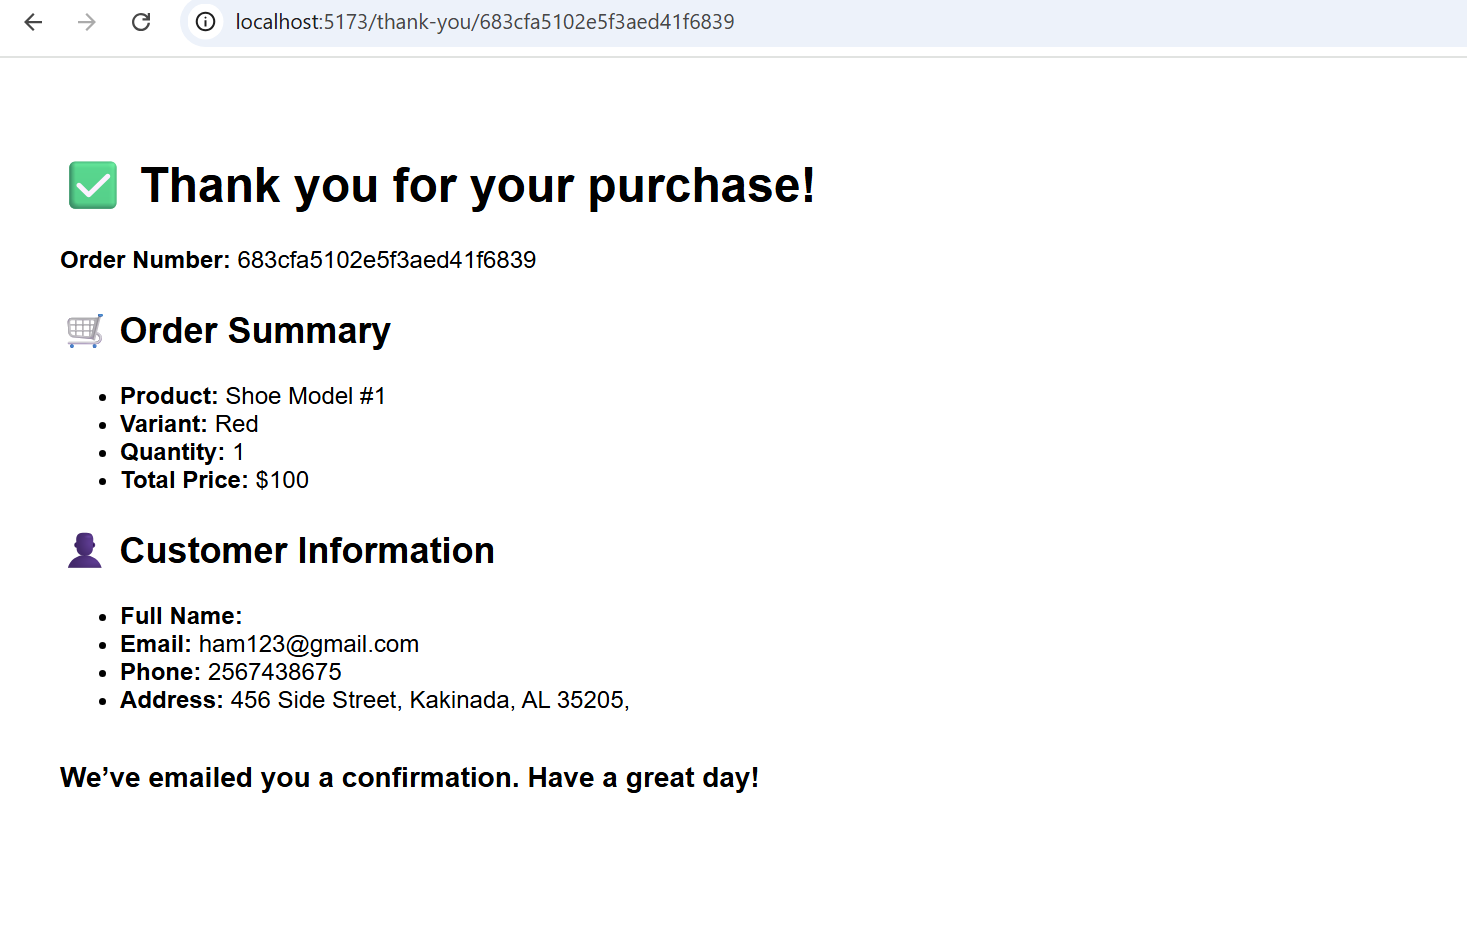 localhost:5173/thank-you/683cfa5102e5f3aed41f6839
Thank you for your purchase!
Order Number: 683cfa5102e5f3aed41f6839
Order Summary
Product: Shoe Model #1
Variant: Red
Quantity: 1
Total Price: $100
Customer Information
Full Name:
Email: ham123@gmail.com
Phone: 2567438675
Address: 456 Side Street, Kakinada, AL 35205,
We’ve emailed you a confirmation. Have a great day!